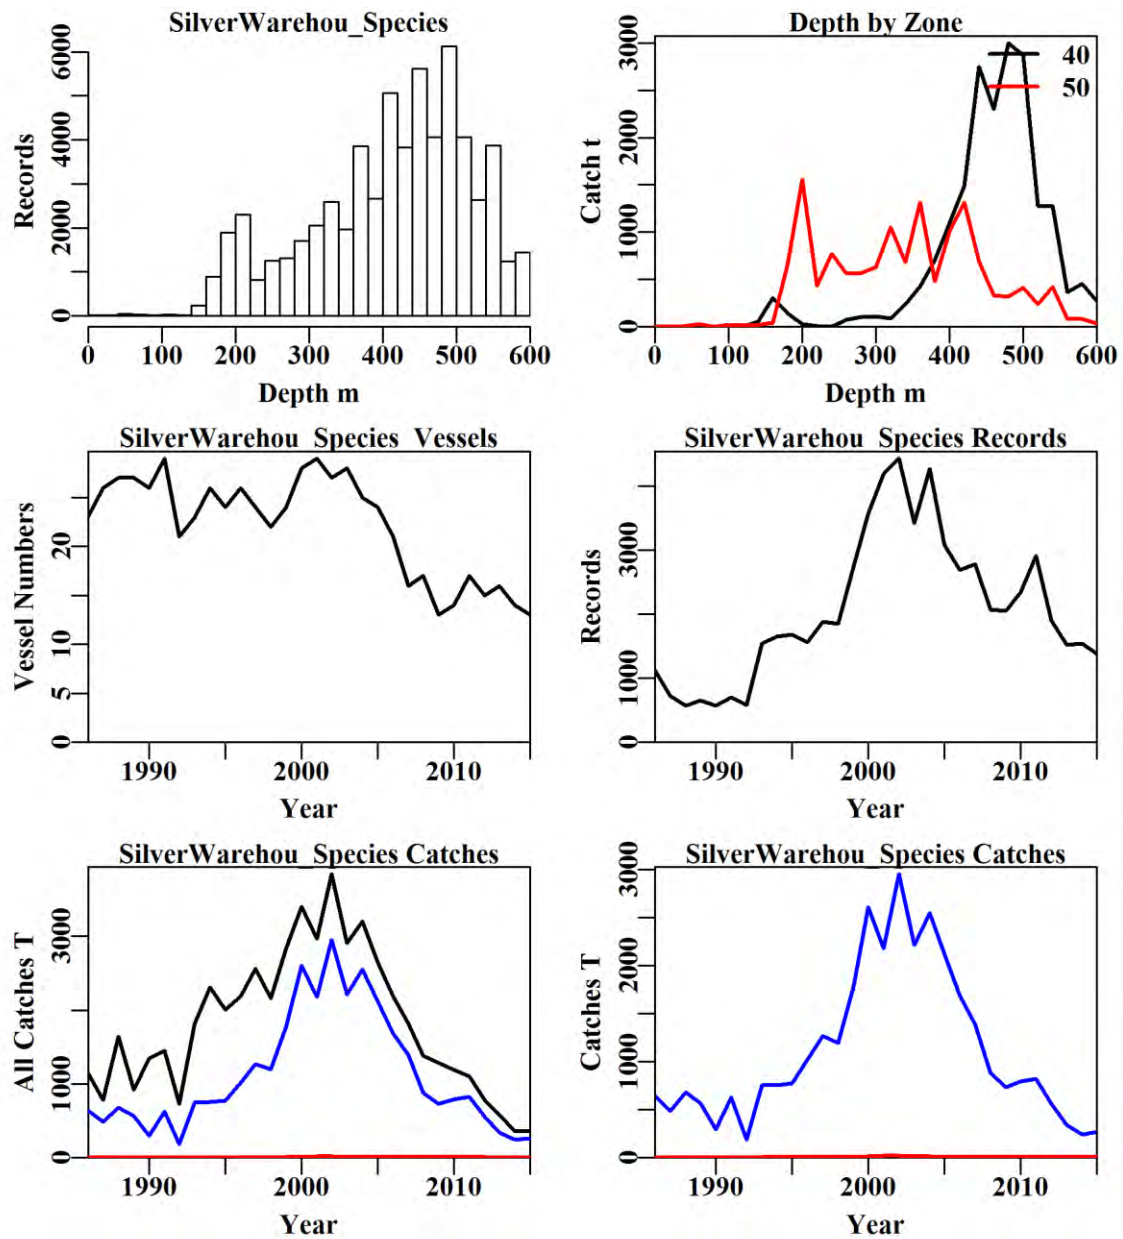 SilverWarehou_Species
Records
0 2000 4000 6000
0 100 200 300 400 500 600
Depth m
Depth by Zone
40
50
Catch t
0 1000 2000 3000
0 100 200 300 400 500 600
Depth m
SilverWarehou_Species_Vessels
Vessel Numbers
0 5 10 20
1990 2000 2010
Year
SilverWarehou_Species Records
Records
0 1000 3000
1990 2000 2010
Year
SilverWarehou_Species Catches
All Catches T
0 1000 3000
1990 2000 2010
Year
SilverWarehou_Species Catches
Catches T
0 1000 2000 3000
1990 2000 2010
Year